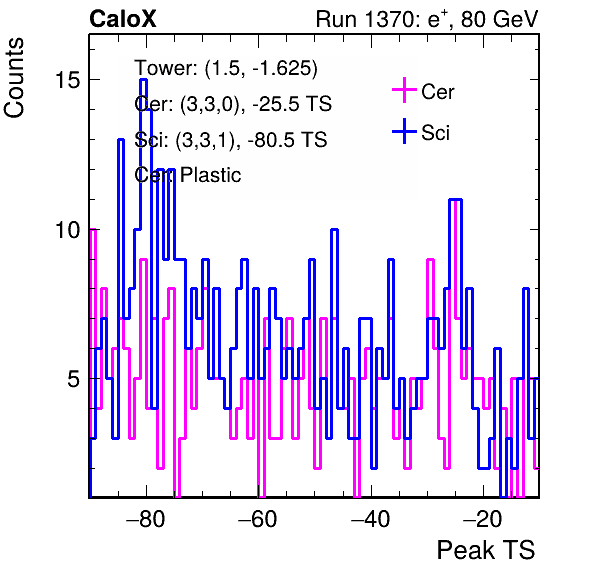 CaloX Run 1370: e+, 80 GeV
Counts
Tower: (1.5, -1.625)
Cer: (3,3,0), -25.5 TS
Sci: (3,3,1), -80.5 TS
Cer: Plastic
Cer
Sci
15
10
5
−80 −60 −40 −20
Peak TS